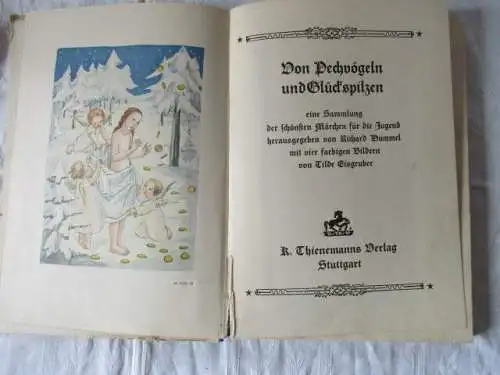 Von Pechvögeln
und Glückspilzen
eine Sammlung
der schönsten Märchen für die Jugend
herausgegeben von Richard Hummel
mit vier farbigen Bildern
von Tilde Eisgruber
K. Thienemanns Verlag
Stuttgart